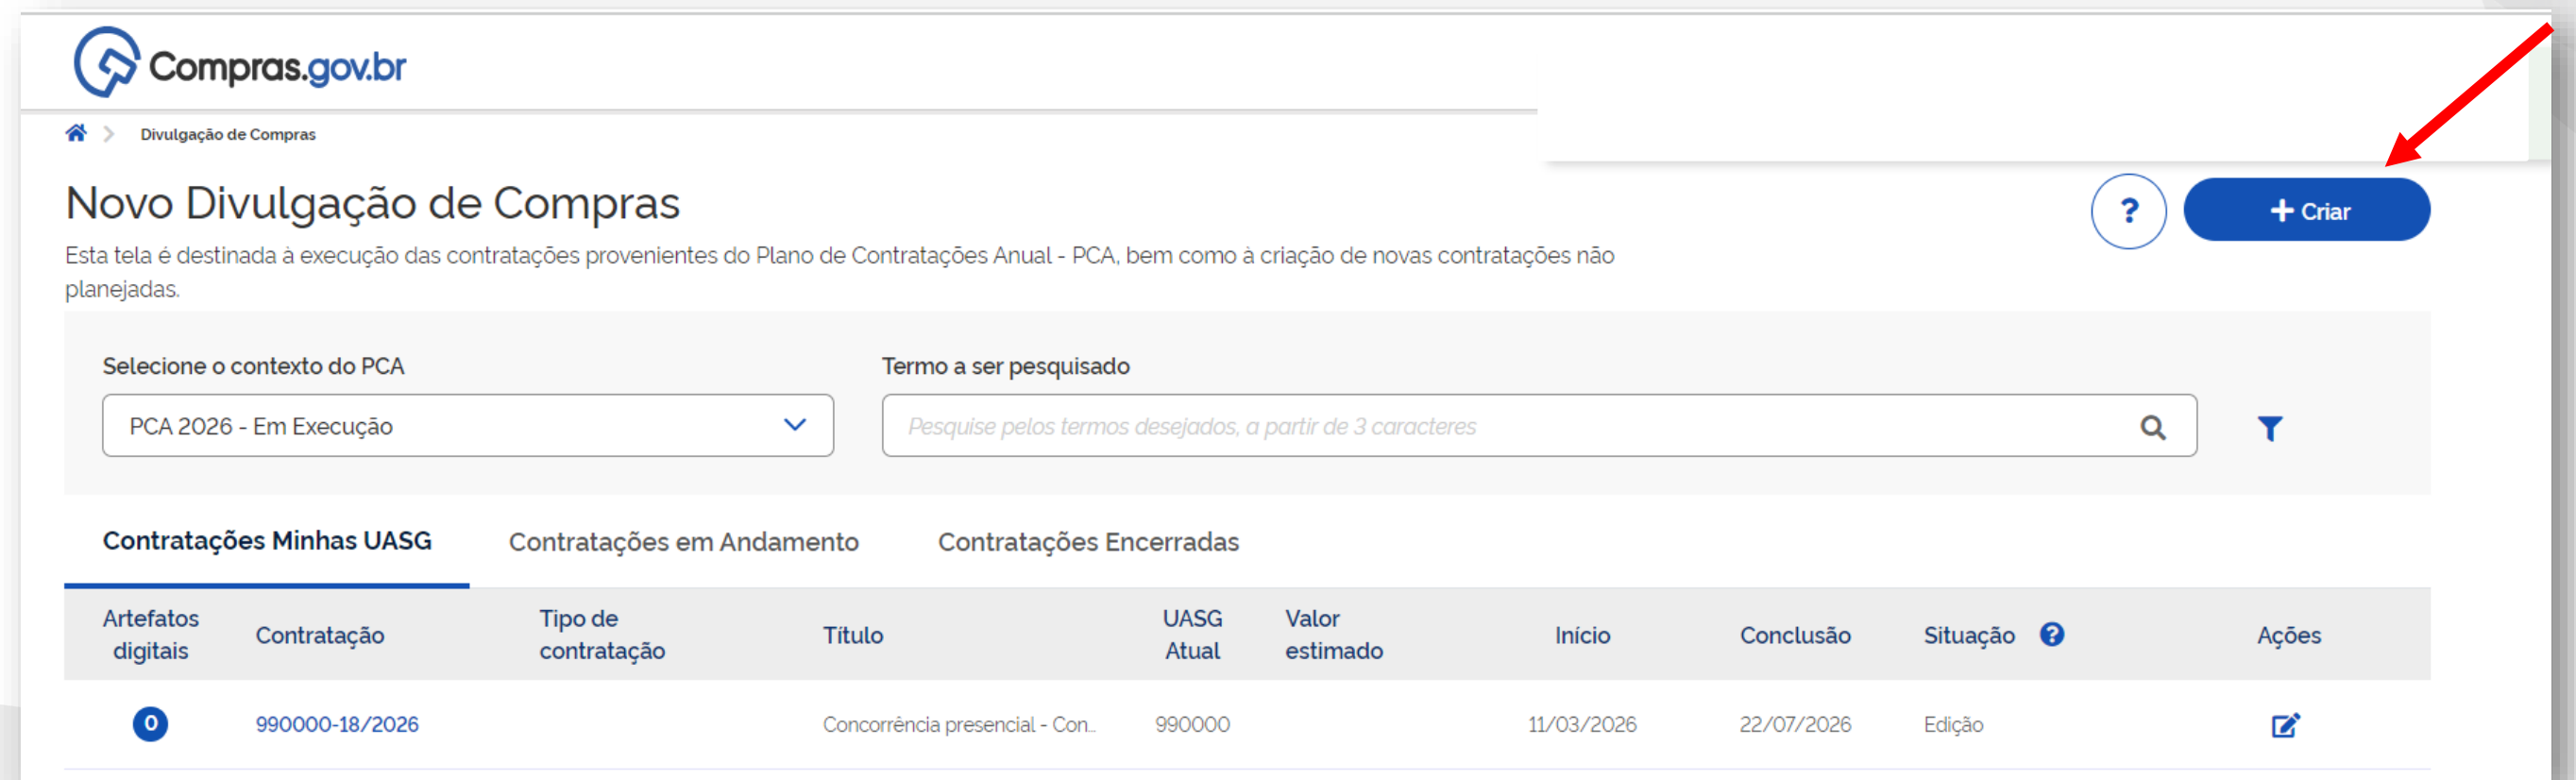 Compras.gov.br
Divulgação de Compras
Novo Divulgação de Compras
? + Criar
Esta tela é destinada à execução das contratações provenientes do Plano de Contratações Anual - PCA, bem como à criação de novas contratações não
planejadas.
Selecione o contexto do PCA
Termo a ser pesquisado
PCA 2026 - Em Execução
Pesquise pelos termos desejados, a partir de 3 caracteres
Contratações Minhas UASG Contratações em Andamento Contratações Encerradas
Artefatos
digitais
Contratação
Tipo de
contratação
Título
UASG
Atual
Valor
estimado
Início
Conclusão
Situação ?
Ações
0 990000-18/2026 Concorrência presencial - Con... 990000 11/03/2026 22/07/2026 Edição